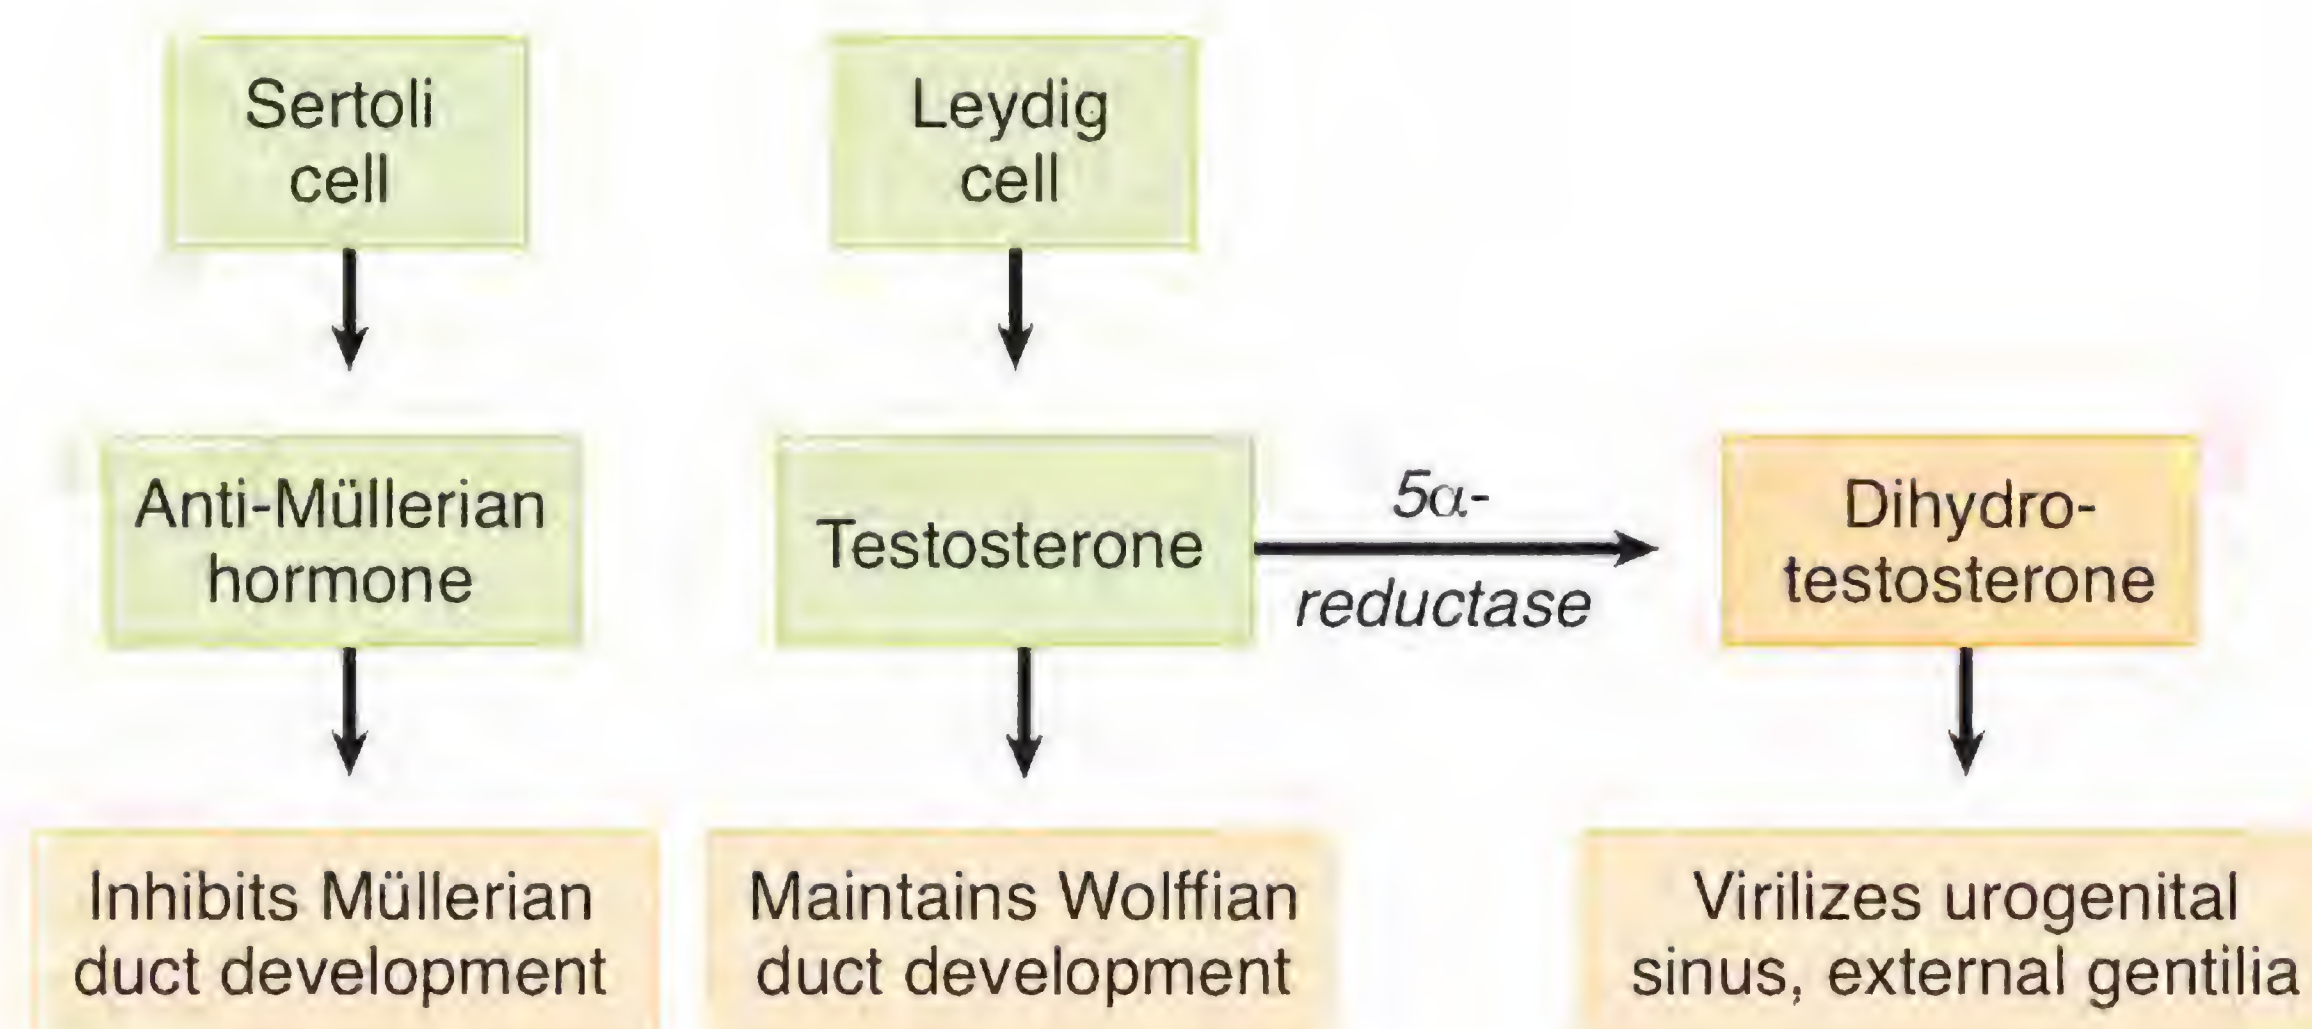 Sertoli
cell
Leydig
cell
Anti-Müllerian
hormone
Testosterone
5α-
reductase
Dihydro-
testosterone
Inhibits Müllerian
duct development
Maintains Wolffian
duct development
Virilizes urogenital
sinus, external gentilia